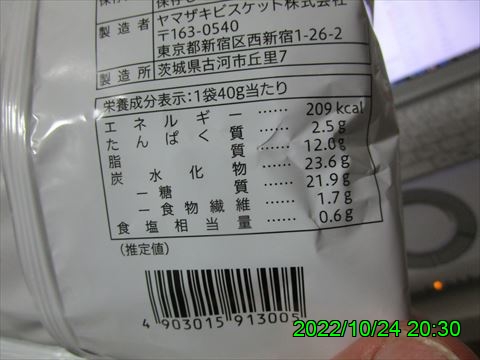 製造者
ヤマザキビスケット株式会社
〒163-0540
東京都新宿区西新宿1-26-2
製造所
茨城県古河市丘里7
栄養成分表示:1袋40g当たり
エネルギー…… 209kcal
たんぱく質…… 2.5g
脂質…… 12.0g
炭水化物…… 23.6g
－糖質…… 21.9g
－食物繊維…… 1.7g
食塩相当量…… 0.6g
(推定値)
4 903015 913005
2022/10/24 20:30